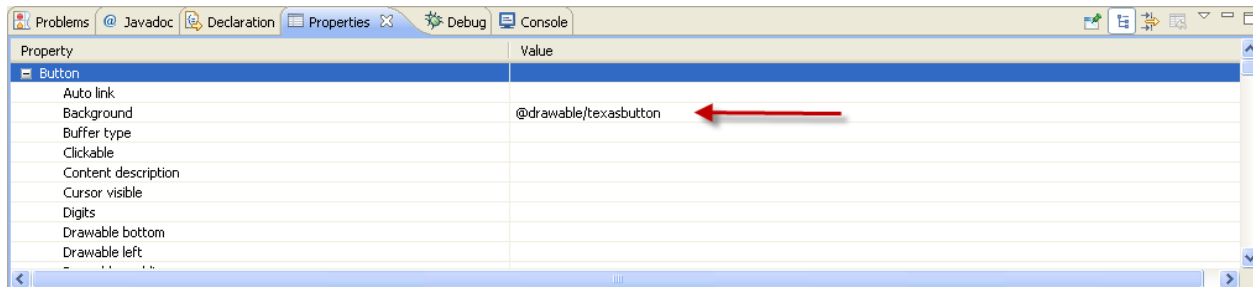 Problems @ Javadoc Declaration Properties Debug Console
Property Value
Button
Auto link
Background @drawable/texasbutton
Buffer type
Clickable
Content description
Cursor visible
Digits
Drawable bottom
Drawable left